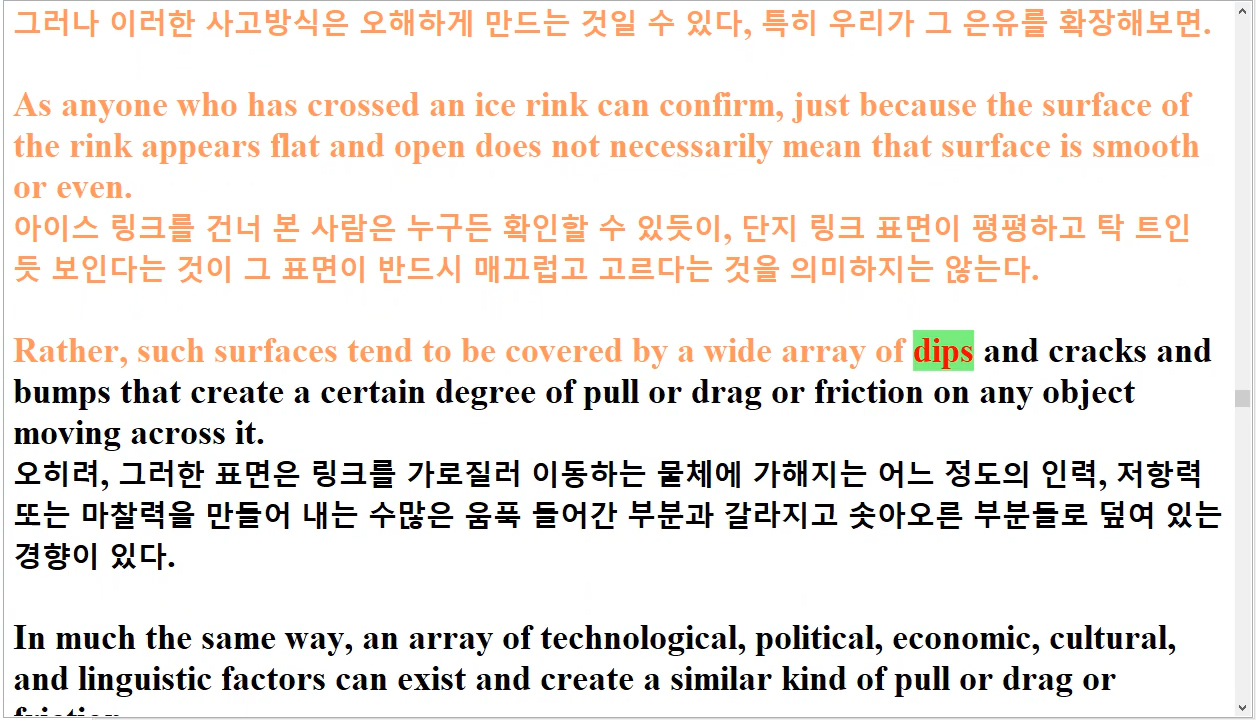 그러나 이러한 사고방식은 오해하게 만드는 것일 수 있다, 특히 우리가 그 은유를 확장해보면.
As anyone who has crossed an ice rink can confirm, just because the surface of
the rink appears flat and open does not necessarily mean that surface is smooth
or even.
아이스 링크를 건너 본 사람은 누구든 확인할 수 있듯이, 단지 링크 표면이 평평하고 탁 트인
듯 보인다는 것이 그 표면이 반드시 매끄럽고 고르다는 것을 의미하지는 않는다.
Rather, such surfaces tend to be covered by a wide array of dips and cracks and
bumps that create a certain degree of pull or drag or friction on any object
moving across it.
오히려, 그러한 표면은 링크를 가로질러 이동하는 물체에 가해지는 어느 정도의 인력, 저항력
또는 마찰력을 만들어 내는 수많은 움푹 들어간 부분과 갈라지고 솟아오른 부분들로 덮여 있는
경향이 있다.
In much the same way, an array of technological, political, economic, cultural,
and linguistic factors can exist and create a similar kind of pull or drag or